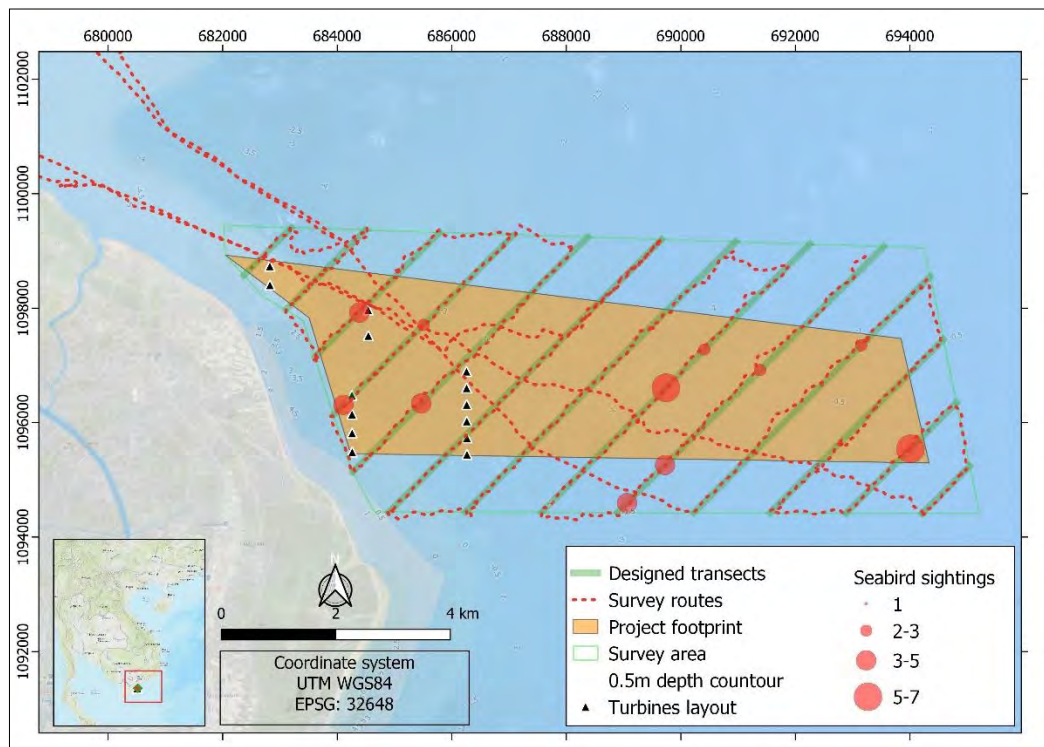 680000 682000 684000 686000 688000 690000 692000 694000
1102000
1100000
1098000
1096000
1094000
1092000
N
0 2 4 km
Coordinate system
UTM WGS84
EPSG: 32648
Designed transects
Survey routes
Project footprint
Survey area
0.5m depth countour
Turbines layout
Seabird sightings
1
2-3
3-5
5-7